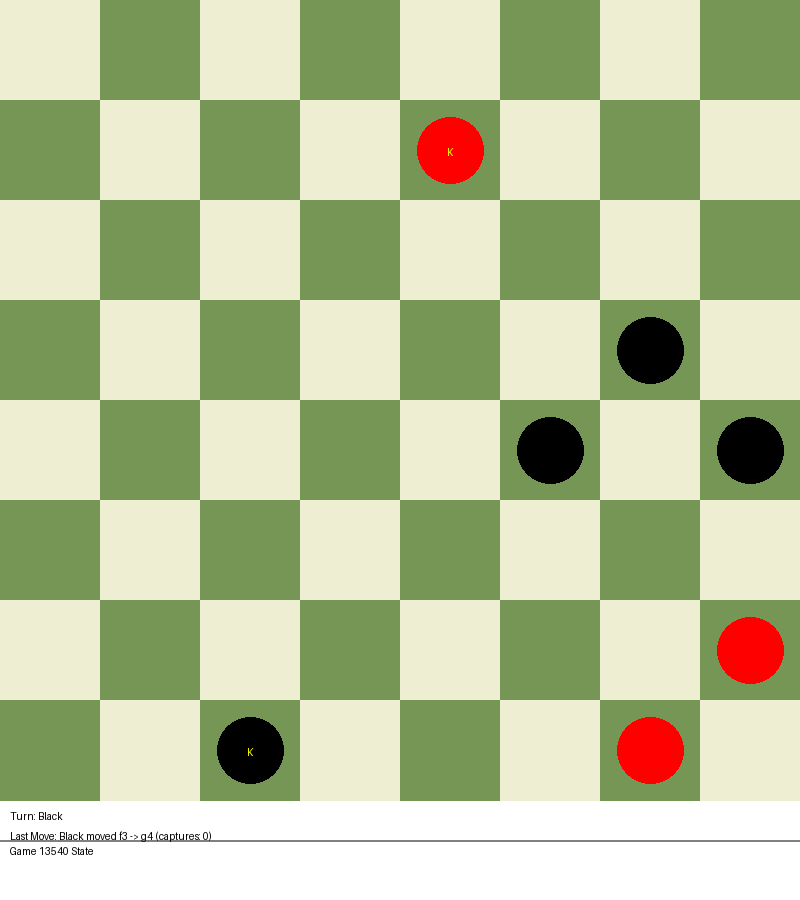 K
K
Turn: Black
Last Move: Black moved f3 -> g4 (captures: 0)
Game 13540 State